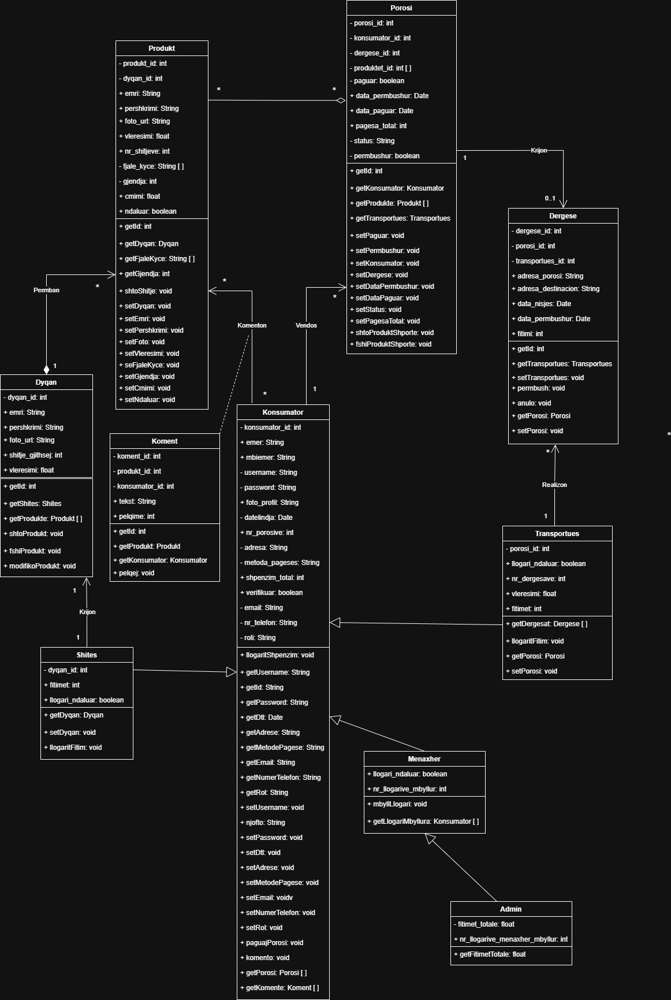 Porosi
- porosi_id: int
- konsumator_id: int
- dergese_id: int
- produktet_id: int [ ]
- paguar: boolean
+ data_permbushur: Date
+ data_paguar: Date
+ pagesa_total: int
- status: String
- permbushur: boolean
+ getId: int
+ getKonsumator: Konsumator
+ getProdukte: Produkt [ ]
+ getTransportues: Transportues
+ setPaguar: void
+ setPermbushur: void
+ setKonsumator: void
+ setDergese: void
+ setDataPermbushur: void
+ setDataPaguar: void
+ setStatus: void
+ setPagesaTotal: void
+ shtoProduktShporte: void
+ fshiProduktShporte: void
Produkt
- produkt_id: int
- dyqan_id: int
+ emri: String
+ pershkrimi: String
+ foto_url: String
+ vleresimi: float
+ nr_shitjeve: int
- fjale_kyce: String [ ]
- gjendja: int
+ cmimi: float
+ ndaluar: boolean
+ getId: int
+ getDyqan: Dyqan
+ getFjaleKyce: String [ ]
+ getGjendja: int
+ shtoShitje: void
+ setDyqan: void
+ setEmri: void
+ setPershkrimi: void
+ setFoto: void
+ setVleresimi: void
+ seFjaleKyce: void
+ setGjendja: void
+ setCmimi: void
+ setNdaluar: void
*
*
Krijon
1
0..1
Dergese
- dergese_id: int
- porosi_id: int
- transportues_id: int
+ adresa_porosi: String
+ adresa_destinacion: String
+ data_nisjes: Date
+ data_permbushur: Date
+ fitimi: int
+ getId: int
+ getTransportues: Transportues
+ setTransportues: void
+ permbush: void
+ anulo: void
+ getPorosi: Porosi
+ setPorosi: void
*
*
Realizon
1
Permban
*
1
*
Komenton
*
Vendos
*
1
Dyqan
- dyqan_id: int
+ emri: String
+ pershkrimi: String
+ foto_url: String
+ shitje_gjithsej: int
+ vleresimi: float
+ getId: int
+ getShites: Shites
+ getProdukte: Produkt [ ]
+ shtoProdukt: void
+ fshiProdukt: void
+ modifikoProdukt: void
Koment
- koment_id: int
- produkt_id: int
- konsumator_id: int
+ tekst: String
+ pelqime: int
+ getId: int
+ getProdukt: Produkt
+ getKonsumator: Konsumator
+ pelqej: void
Konsumator
- konsumator_id: int
+ emer: String
+ mbiemer: String
- username: String
- password: String
+ foto_profil: String
- datelindja: Date
+ nr_porosive: int
- adresa: String
- metoda_pageses: String
+ shpenzim_total: int
+ verifikuar: boolean
- email: String
- nr_telefon: String
- roli: String
+ llogaritShpenzim: void
+ getUsername: String
+ getId: String
+ getPassword: String
+ getDtl: Date
+ getAdrese: String
+ getMetodePagese: String
+ getEmail: String
+ getNumerTelefon: String
+ getRol: String
+ setUsername: void
+ njofto: String
+ setPassword: void
+ setDtl: void
+ setAdrese: void
+ setMetodePagese: void
+ setEmail: voidv
+ setNumerTelefon: void
+ setRol: void
+ paguajPorosi: void
+ komento: void
+ getPorosi: Porosi [ ]
+ getKomente: Koment [ ]
Transportues
- porosi_id: int
+ llogari_ndaluar: boolean
+ nr_dergesave: int
+ vleresimi: float
+ fitimet: int
+ getDergesat: Dergese [ ]
+ llogaritFitim: void
+ getPorosi: Porosi
+ setPorosi: void
1
Krijon
1
Shites
- dyqan_id: int
+ fitimet: int
+ llogari_ndaluar: boolean
+ getDyqan: Dyqan
+ setDyqan: void
+ llogaritFitim: void
Menaxher
+ llogari_ndaluar: boolean
+ nr_llogarive_mbyllur: int
+ mbyllLlogari: void
+ getLlogariMbyllura: Konsumator [ ]
Admin
- fitimet_totale: float
+ nr_llogarive_menaxher_mbyllur: int
+ getFitimetTotale: float